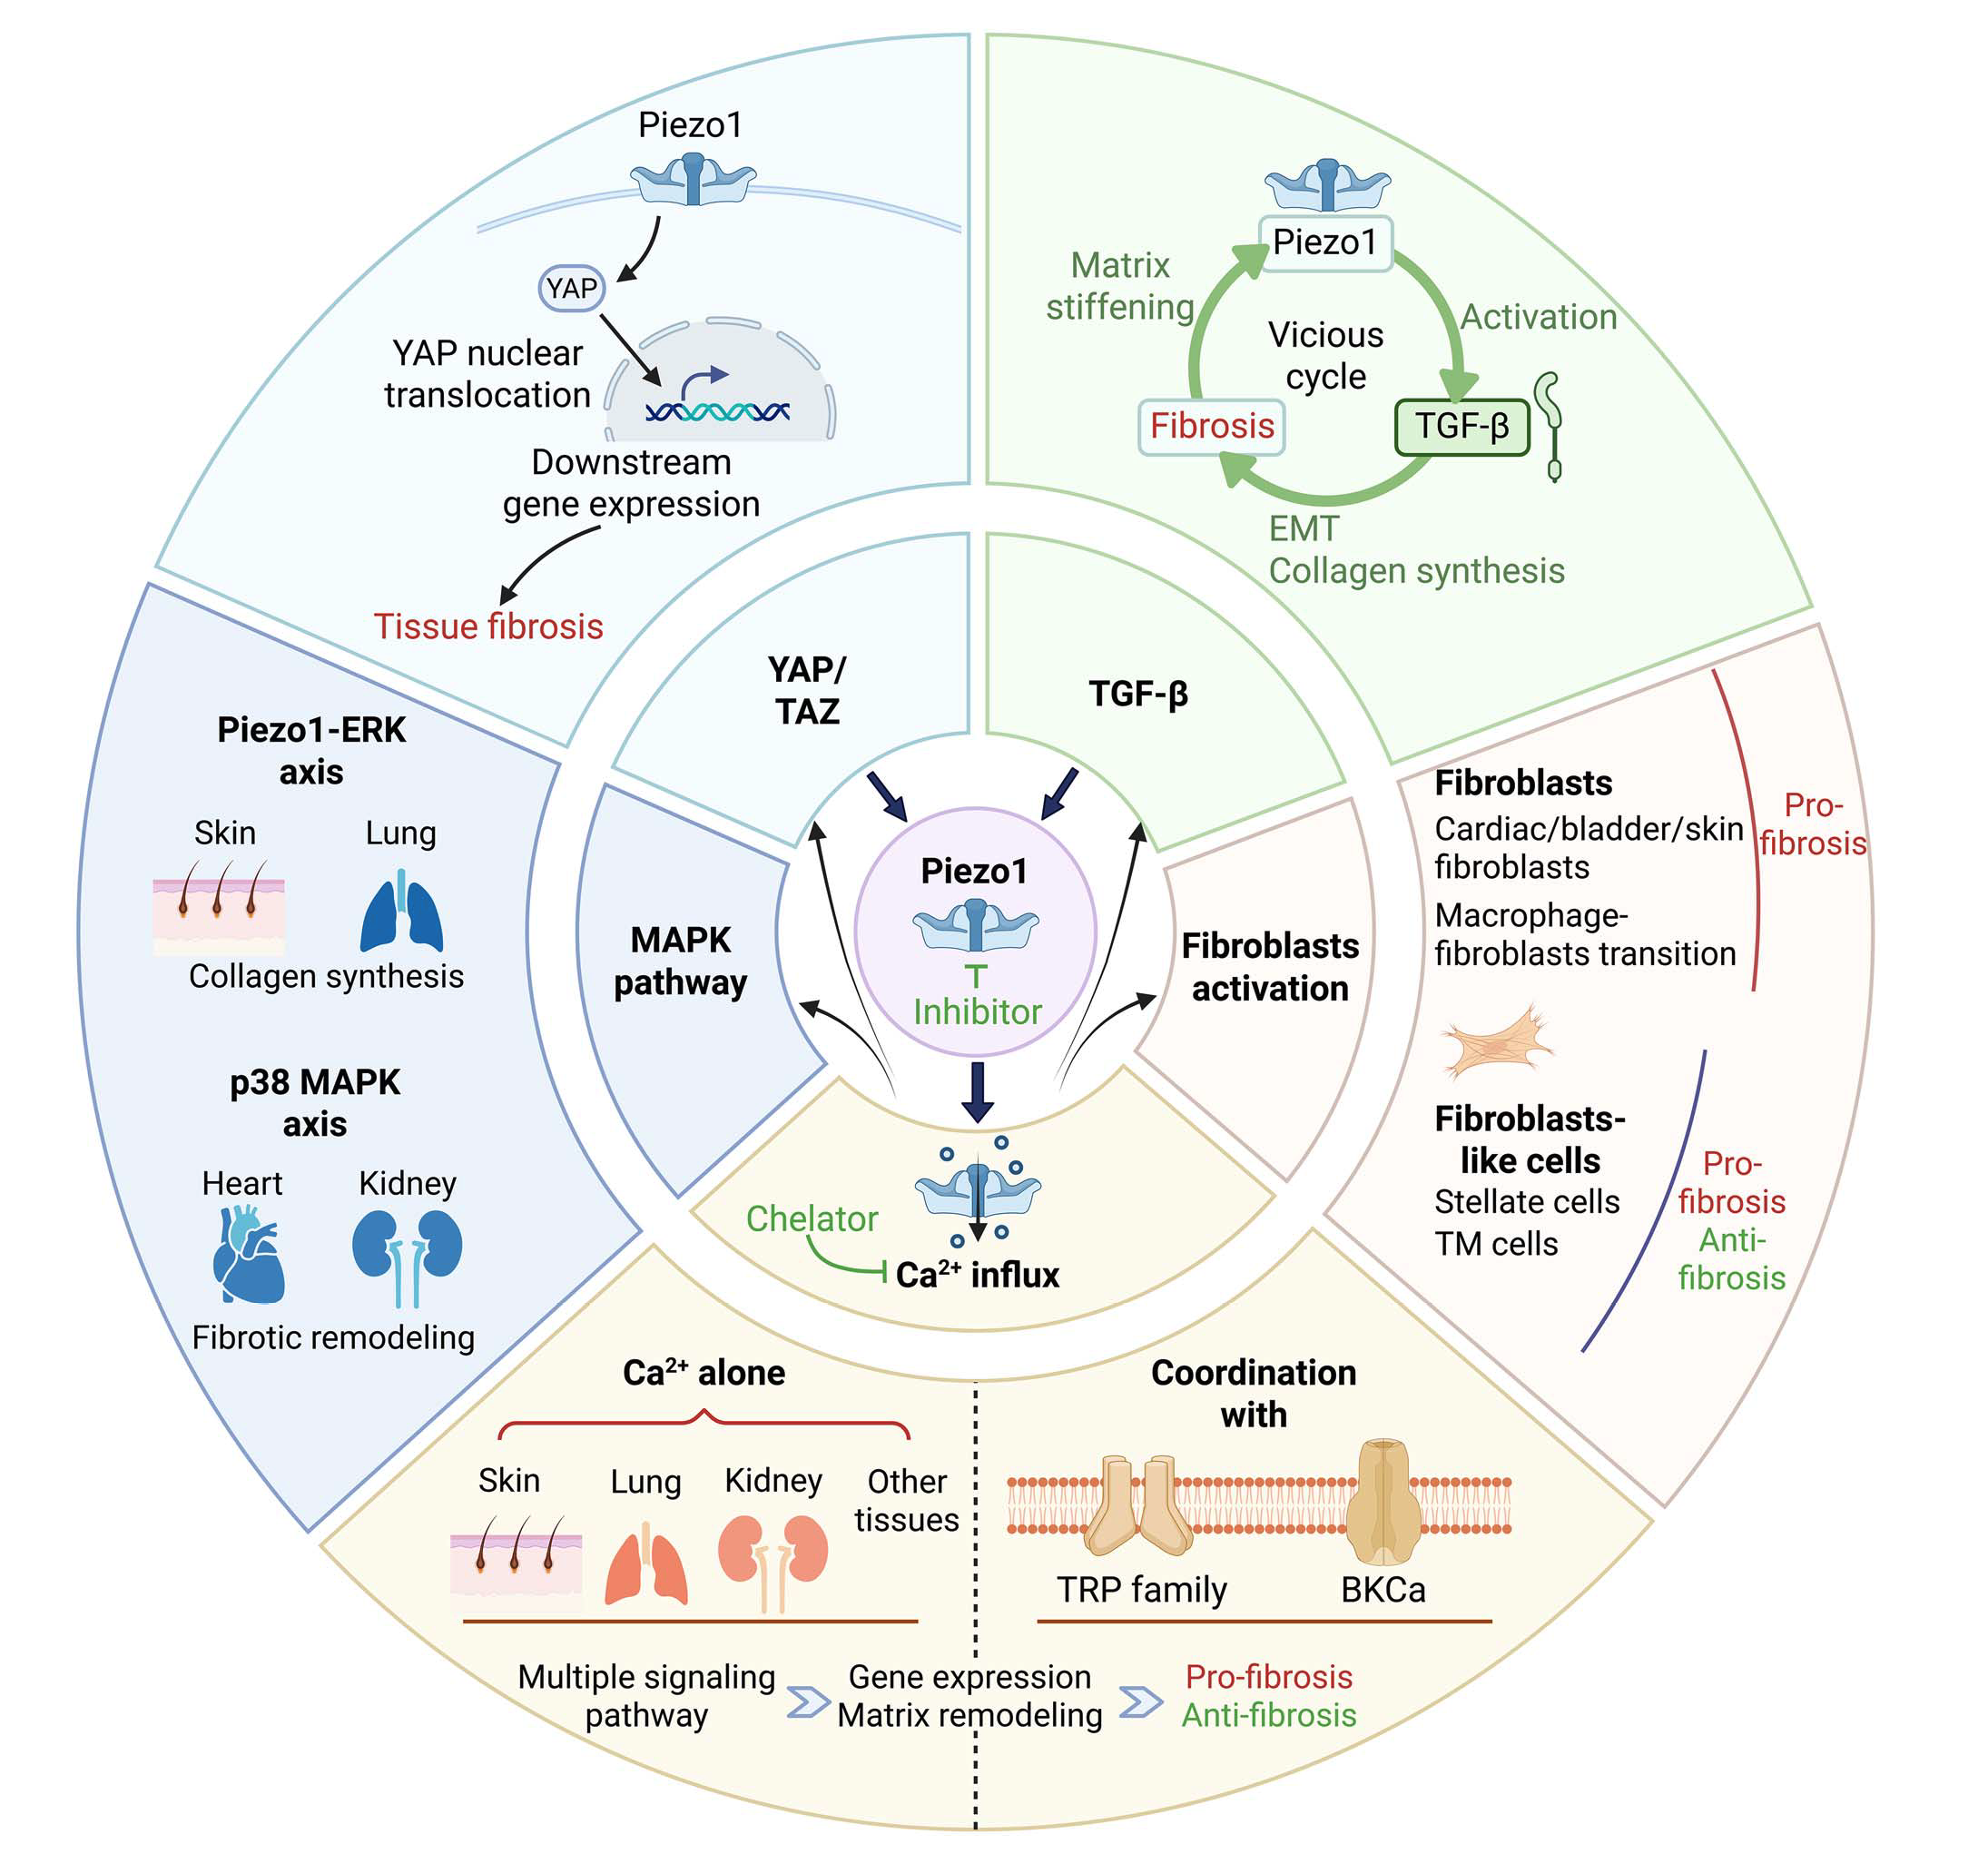 Piezo1
YAP
YAP nuclear
translocation
Downstream
gene expression
Tissue fibrosis
Piezo1
Matrix
stiffening
Activation
Vicious
cycle
Fibrosis
TGF-β
EMT
Collagen synthesis
YAP/
TAZ
TGF-β
MAPK
pathway
Fibroblasts
activation
Piezo1
Inhibitor
Chelator
Ca²⁺ influx
Piezo1-ERK
axis
Skin
Lung
Collagen synthesis
p38 MAPK
axis
Heart
Kidney
Fibrotic remodeling
Fibroblasts
Cardiac/bladder/skin
fibroblasts
Macrophage-
fibroblasts transition
Pro-
fibrosis
Fibroblasts-
like cells
Stellate cells
TM cells
Pro-
fibrosis
Anti-
fibrosis
Ca²⁺ alone
Skin
Lung
Kidney
Other
tissues
Coordination
with
TRP family
BKCa
Multiple signaling
pathway
Gene expression
Matrix remodeling
Pro-fibrosis
Anti-fibrosis